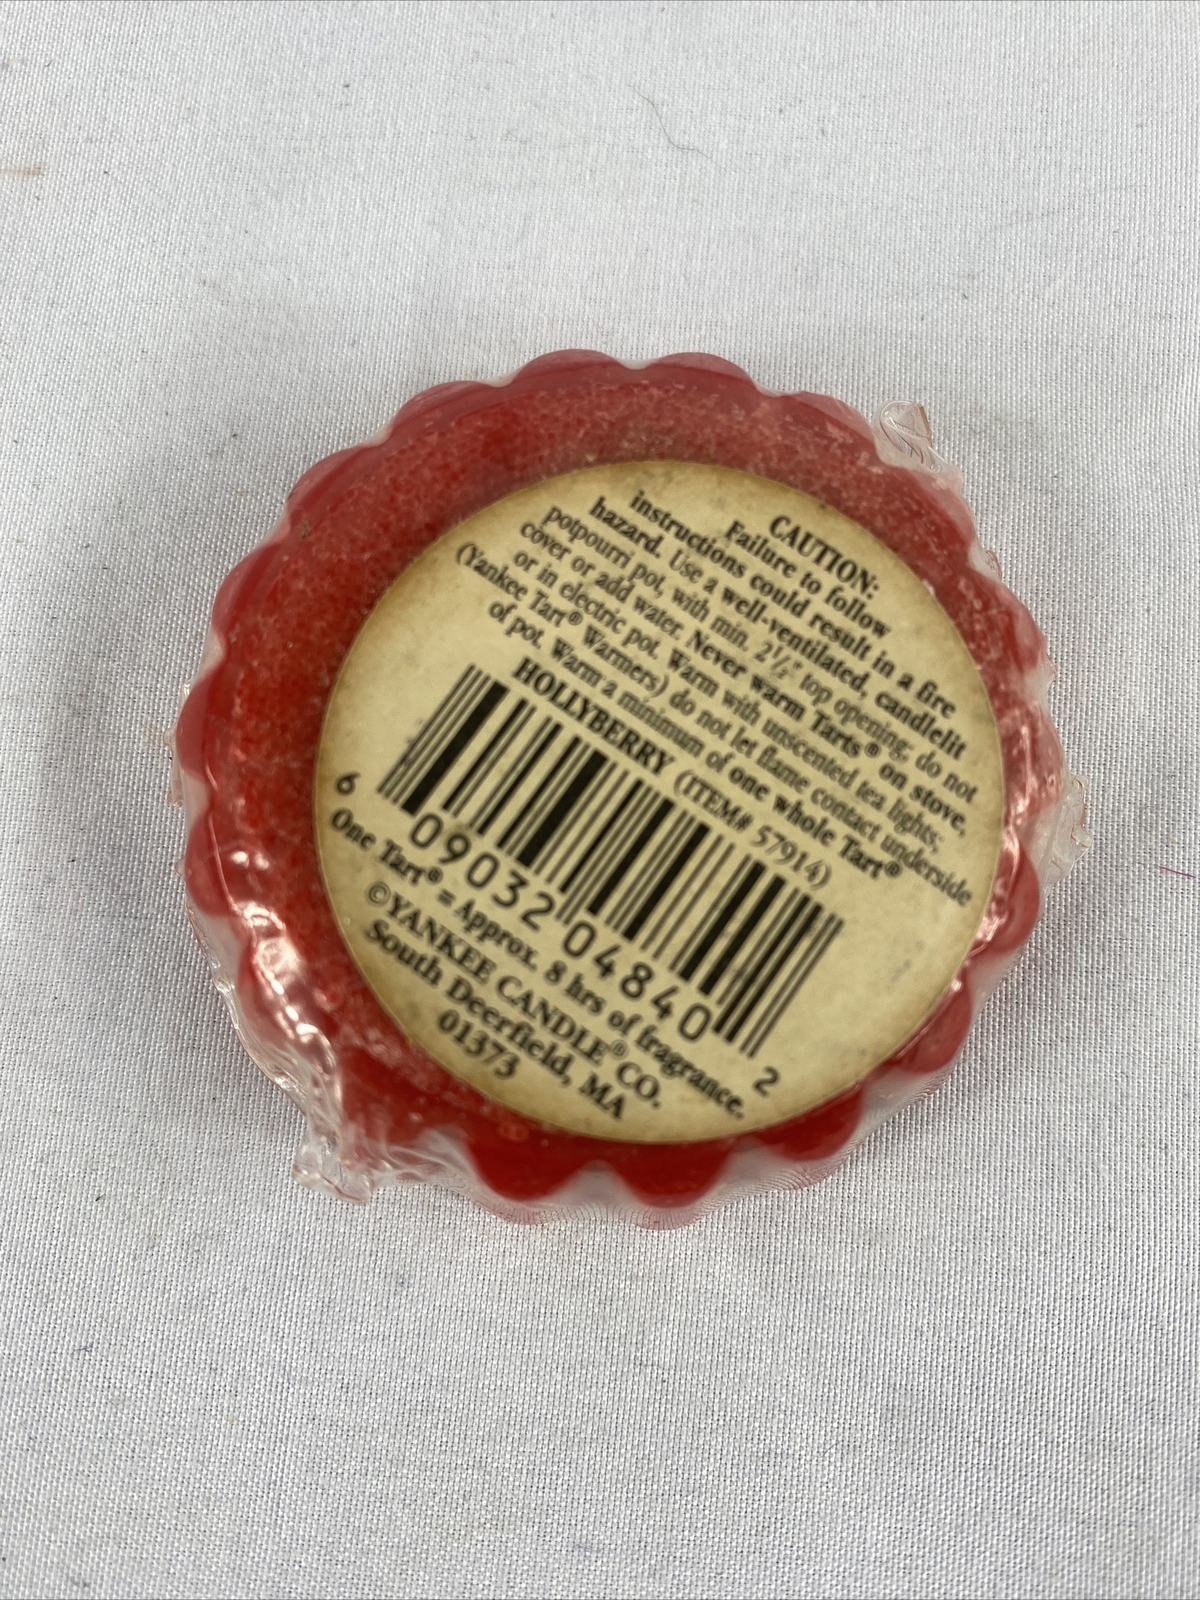 CAUTION:
Failure to follow
instructions could result in a fire
hazard. Use a well-ventilated, candlelit
potpourri pot, with min. 2½" top opening; do not
cover or add water. Never warm Tarts® on stove,
or in electric pot. Warm with unscented tea lights;
(Yankee Tart® Warmers) do not let flame contact underside
of pot. Warm a minimum of one whole Tart®
HOLLYBERRY (ITEM# 57914)
6 09032 04840 2
One Tart® = Approx. 8 hrs of fragrance.
©YANKEE CANDLE® CO.
South Deerfield, MA
01373